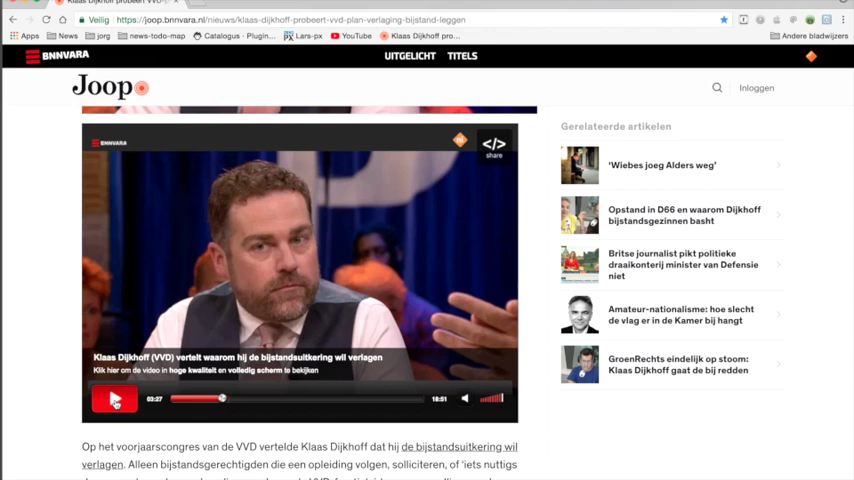 Klaas Dijkhoff probeert VVD-p
Veilig
https://joop.bnnvara.nl/nieuws/klaas-dijkhoff-probeert-vvd-plan-verlaging-bijstand-leggen
Apps
News
jorg
news-todo-map
Catalogus - Plugin...
Lars-px
YouTube
Klaas Dijkhoff pro...
Andere bladwijzers
BNNVARA
UITGELICHT
TITELS
Joop
Inloggen
BNNVARA
</>
share
Klaas Dijkhoff (VVD) vertelt waarom hij de bijstandsuitkering wil verlagen
Klik hier om de video in hoge kwaliteit en volledig scherm te bekijken
03:27
18:51
Op het voorjaarscongres van de VVD vertelde Klaas Dijkhoff dat hij de bijstandsuitkering wil
verlagen. Alleen bijstandsgerechtigden die een opleiding volgen, solliciteren, of ‘iets nuttigs
Gerelateerde artikelen
‘Wiebes joeg Alders weg’
Opstand in D66 en waarom Dijkhoff
bijstandsgezinnen basht
Britse journalist pikt politieke
draaikonterij minister van Defensie
niet
Amateur-nationalisme: hoe slecht
de vlag er in de Kamer bij hangt
GroenRechts eindelijk op stoom:
Klaas Dijkhoff gaat de bij redden